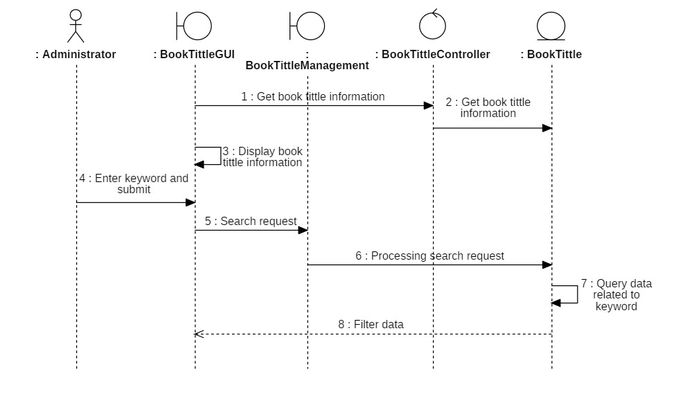 : Administrator
: BookTittleGUI
:
BookTittleManagement
: BookTittleController
: BookTittle
1 : Get book tittle information
2 : Get book tittle
information
3 : Display book
tittle information
4 : Enter keyword and
submit
5 : Search request
6 : Processing search request
7 : Query data
related to
keyword
8 : Filter data